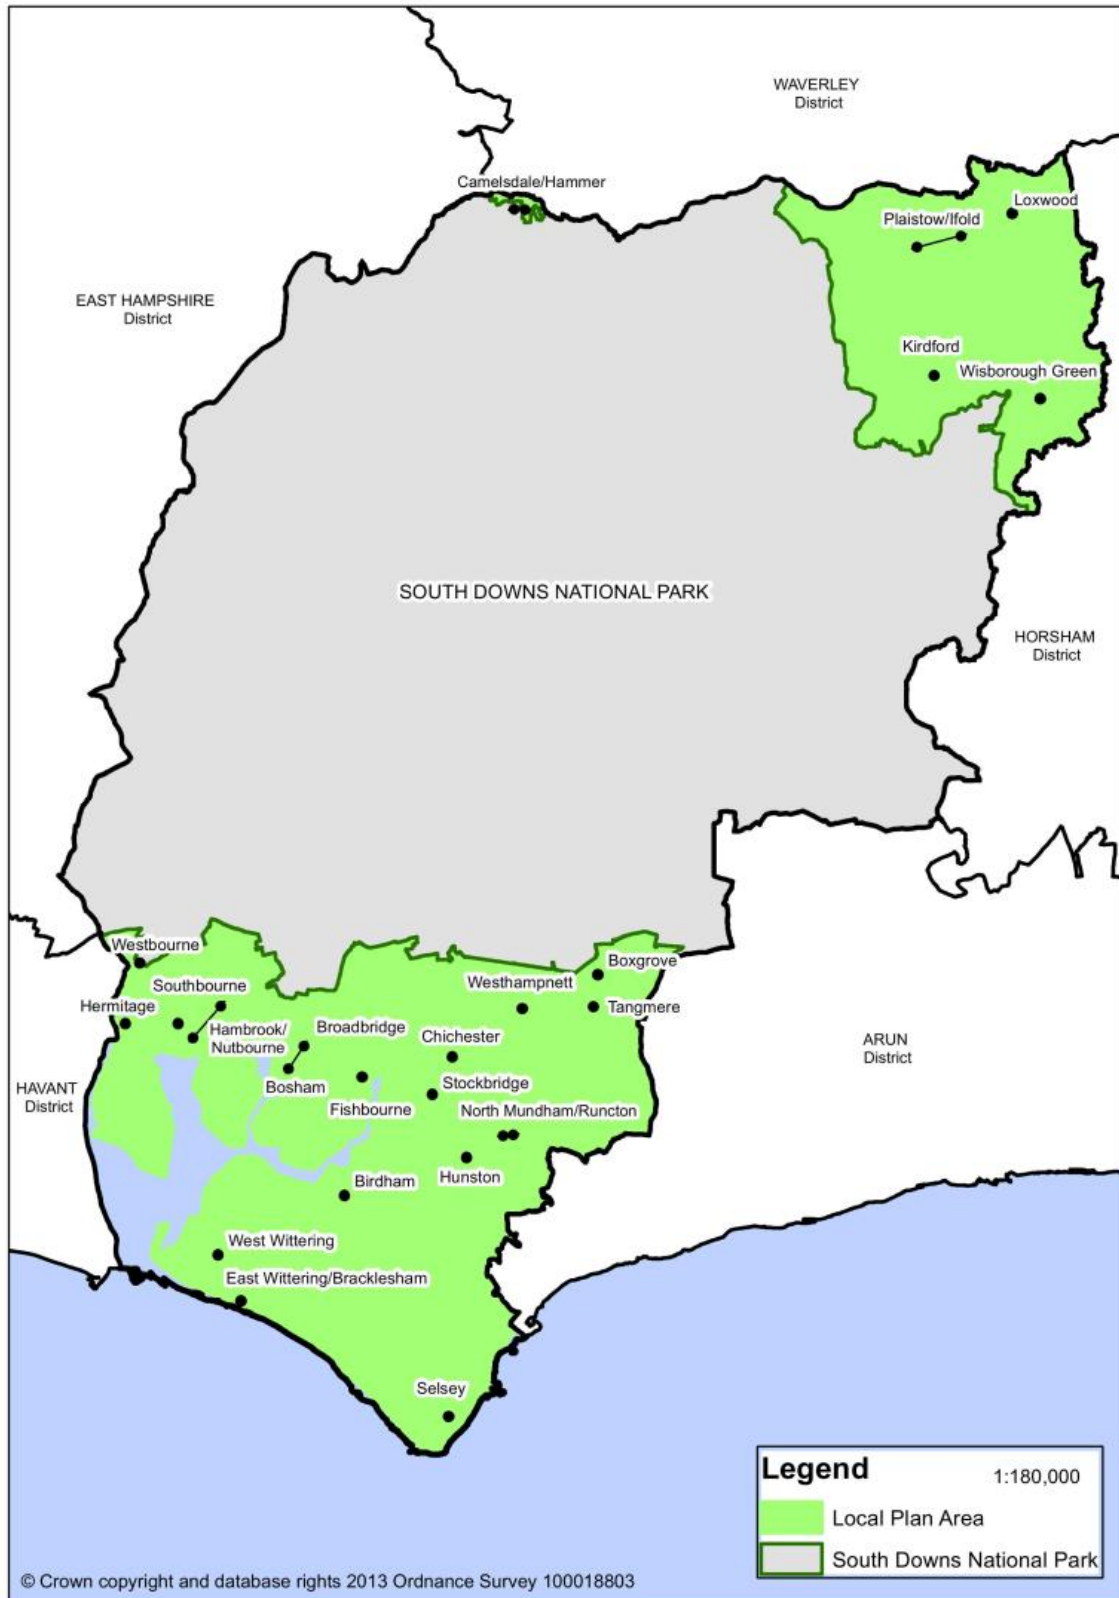 WAVERLEY
District
Camelsdale/Hammer
Loxwood
Plaistow/Ifold
EAST HAMPSHIRE
District
Kirdford
Wisborough Green
SOUTH DOWNS NATIONAL PARK
HORSHAM
District
Westbourne
Boxgrove
Southbourne
Westhampnett
Hermitage
Tangmere
Hambrook/
Nutbourne
Broadbridge
Chichester
ARUN
District
HAVANT
District
Bosham
Stockbridge
Fishbourne
North Mundham/Runcton
Hunston
Birdham
West Wittering
East Wittering/Bracklesham
Selsey
Legend
1:180,000
Local Plan Area
South Downs National Park
© Crown copyright and database rights 2013 Ordnance Survey 100018803